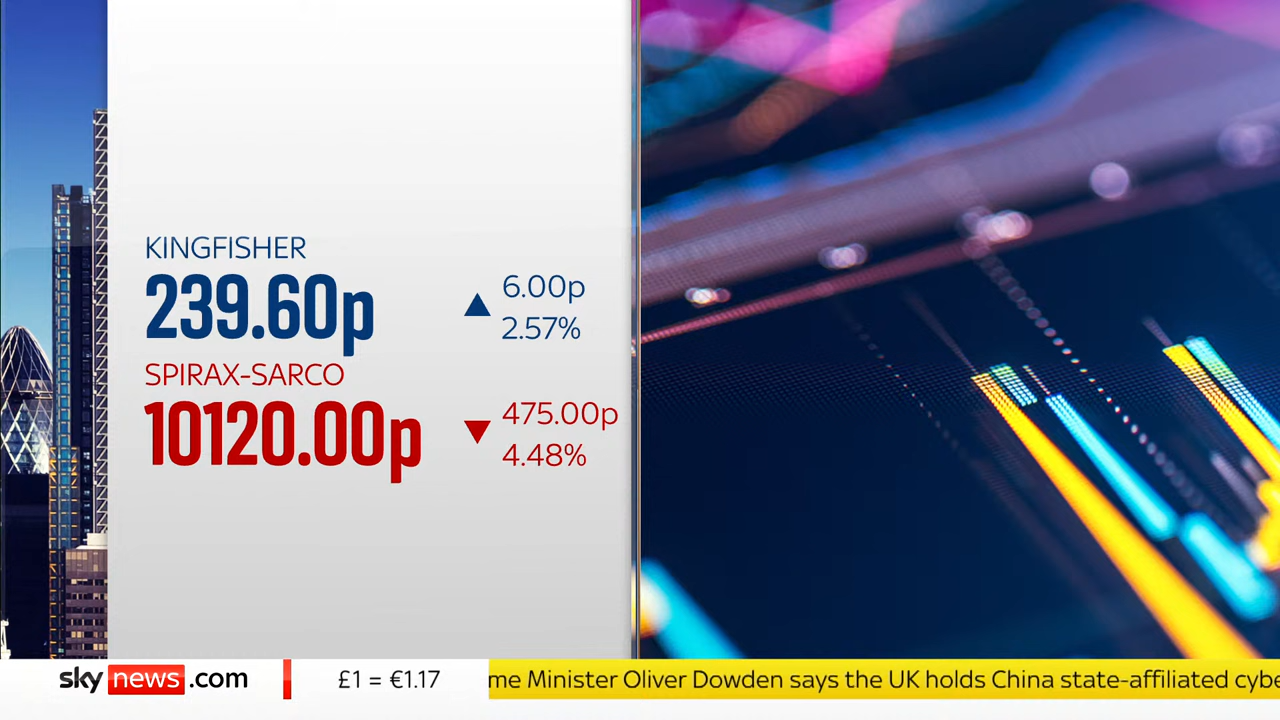 KINGFISHER
239.60p
▲ 6.00p
2.57%
SPIRAX-SARCO
10120.00p
▼ 475.00p
4.48%
sky news .com
£1 = €1.17
me Minister Oliver Dowden says the UK holds China state-affiliated cybe